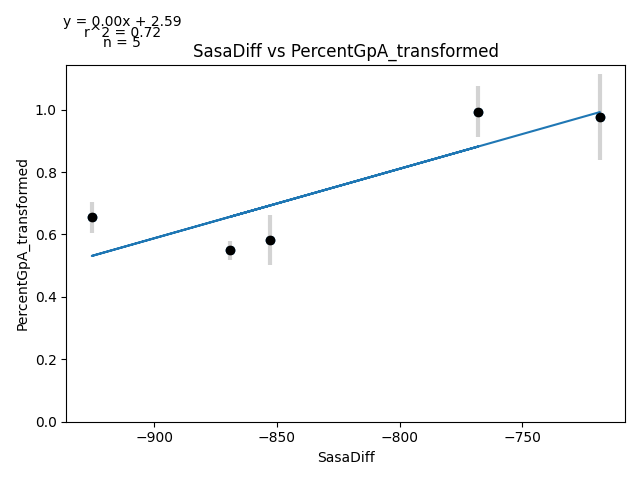 y = 0.00x + 2.59
r^2 = 0.72
n = 5
SasaDiff vs PercentGpA_transformed
PercentGpA_transformed
1.0
0.8
0.6
0.4
0.2
0.0
−900
−850
−800
−750
SasaDiff